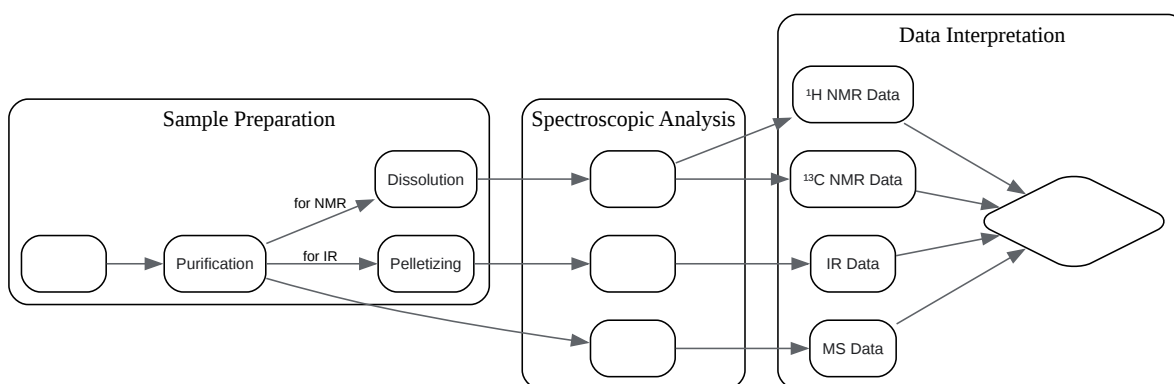 Sample Preparation
Purification
for NMR
for IR
Dissolution
Pelletizing
Spectroscopic Analysis
Data Interpretation
¹H NMR Data
¹³C NMR Data
IR Data
MS Data